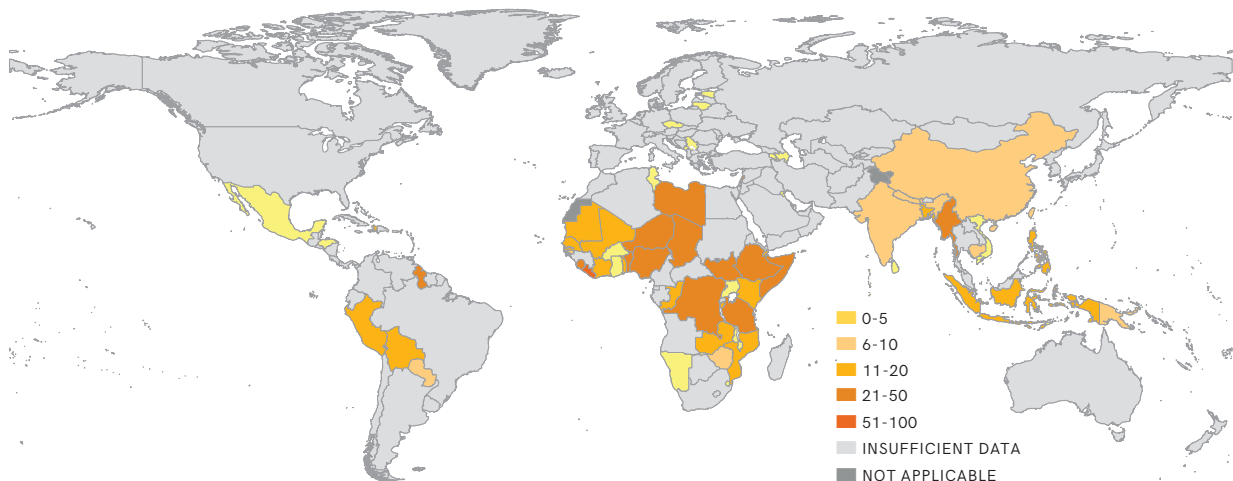 0-5
6-10
11-20
21-50
51-100
INSUFFICIENT DATA
NOT APPLICABLE